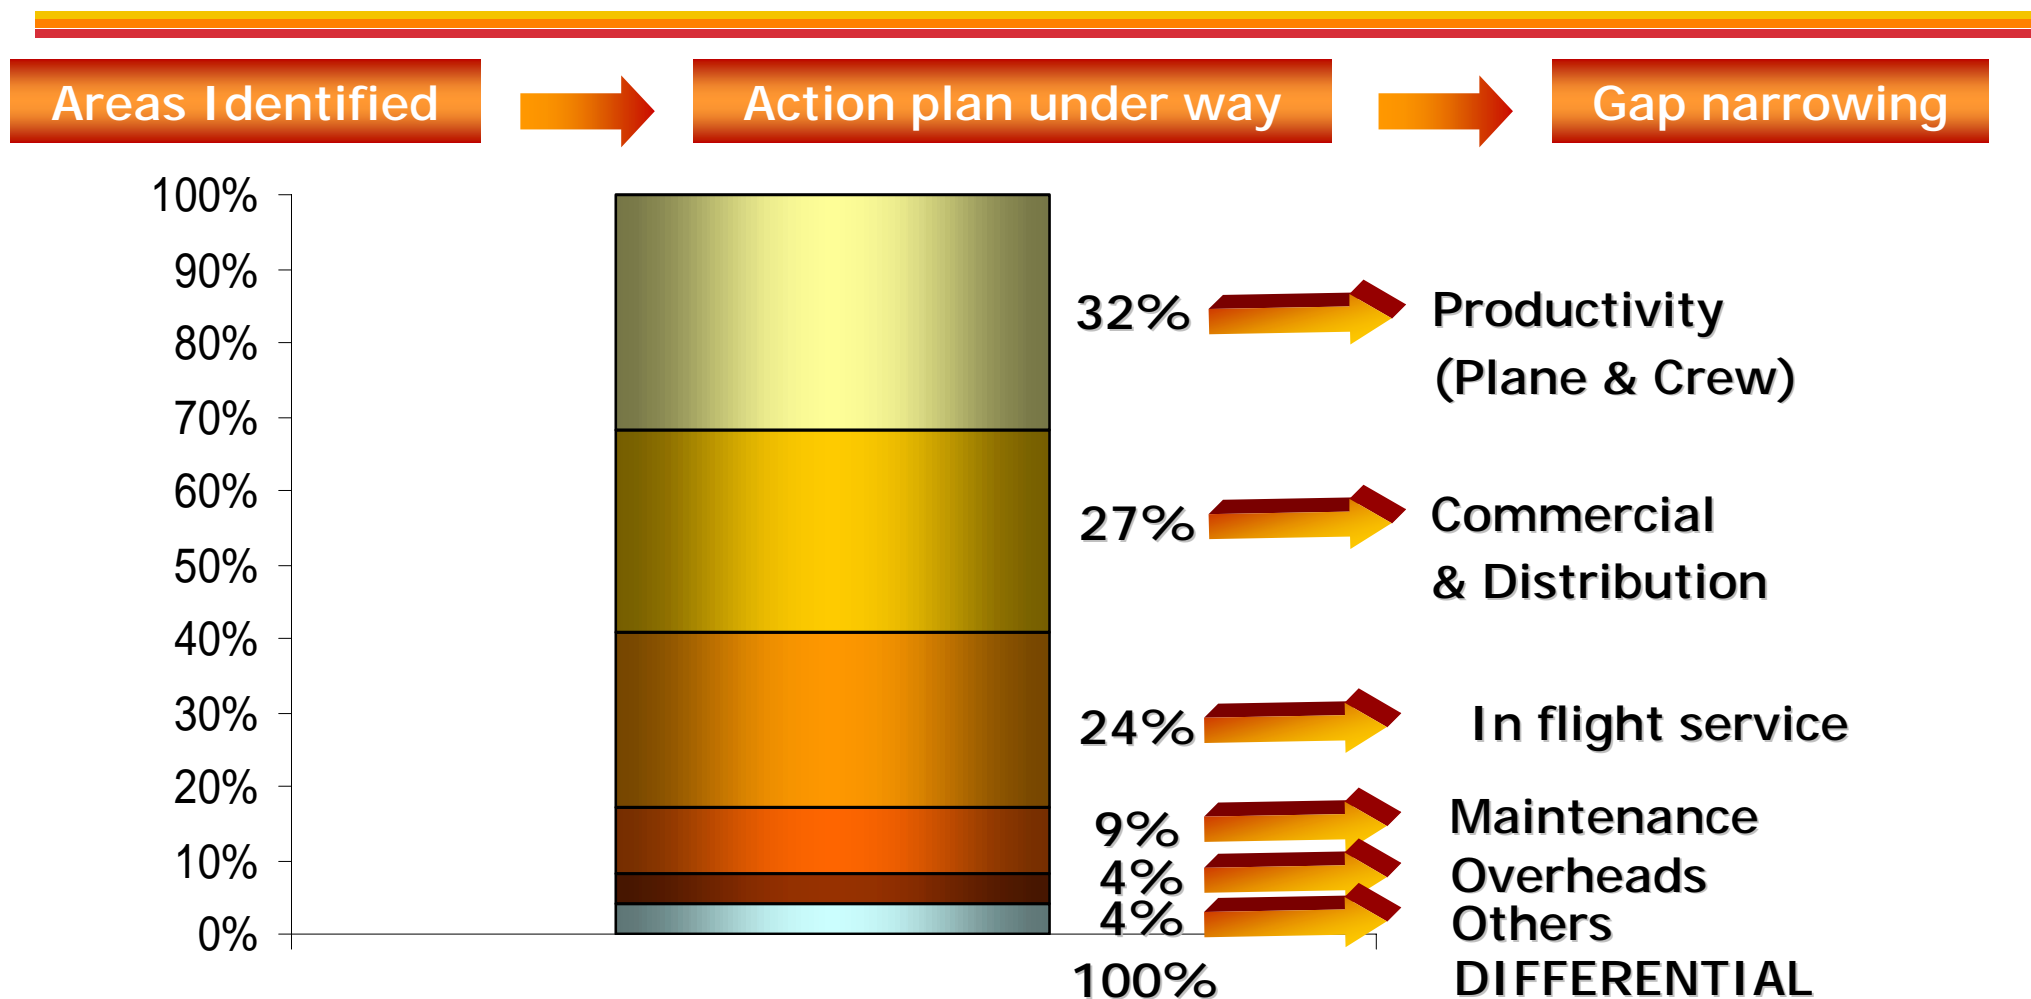 Areas Identified
Action plan under way
Gap narrowing
100%
90%
80%
70%
60%
50%
40%
30%
20%
10%
0%
32%
Productivity
(Plane & Crew)
27%
Commercial
& Distribution
24%
In flight service
9%
Maintenance
4%
Overheads
4%
Others
100%
DIFFERENTIAL